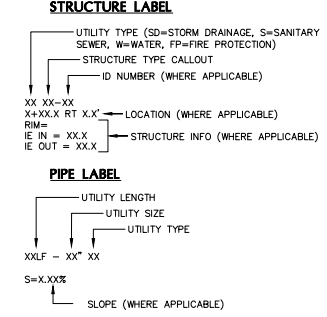 STRUCTURE LABEL
UTILITY TYPE (SD=STORM DRAINAGE, S=SANITARY
SEWER, W=WATER, FP=FIRE PROTECTION)
STRUCTURE TYPE CALLOUT
ID NUMBER (WHERE APPLICABLE)
XX XX-XX
X+XX.X RT X.X' LOCATION (WHERE APPLICABLE)
RIM=
IE IN = XX.X STRUCTURE INFO (WHERE APPLICABLE)
IE OUT = XX.X
PIPE LABEL
UTILITY LENGTH
UTILITY SIZE
UTILITY TYPE
XXLF - XX" XX
S=X.XX%
SLOPE (WHERE APPLICABLE)